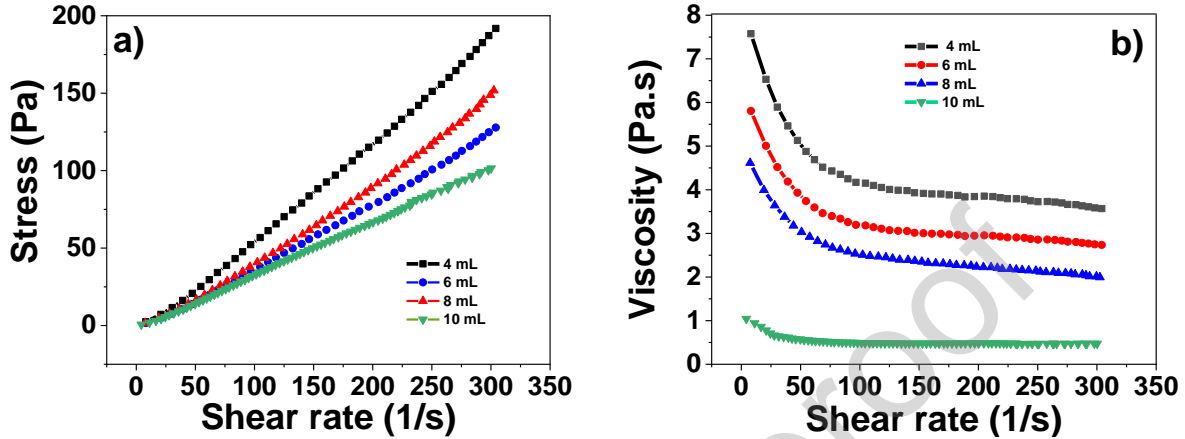 a)
Stress (Pa)
200
150
100
50
0
4 mL
6 mL
8 mL
10 mL
0 50 100 150 200 250 300 350
Shear rate (1/s)
b)
Viscosity (Pa.s)
8
7
6
5
4
3
2
1
0
4 mL
6 mL
8 mL
10 mL
0 50 100 150 200 250 300 350
Shear rate (1/s)
proof